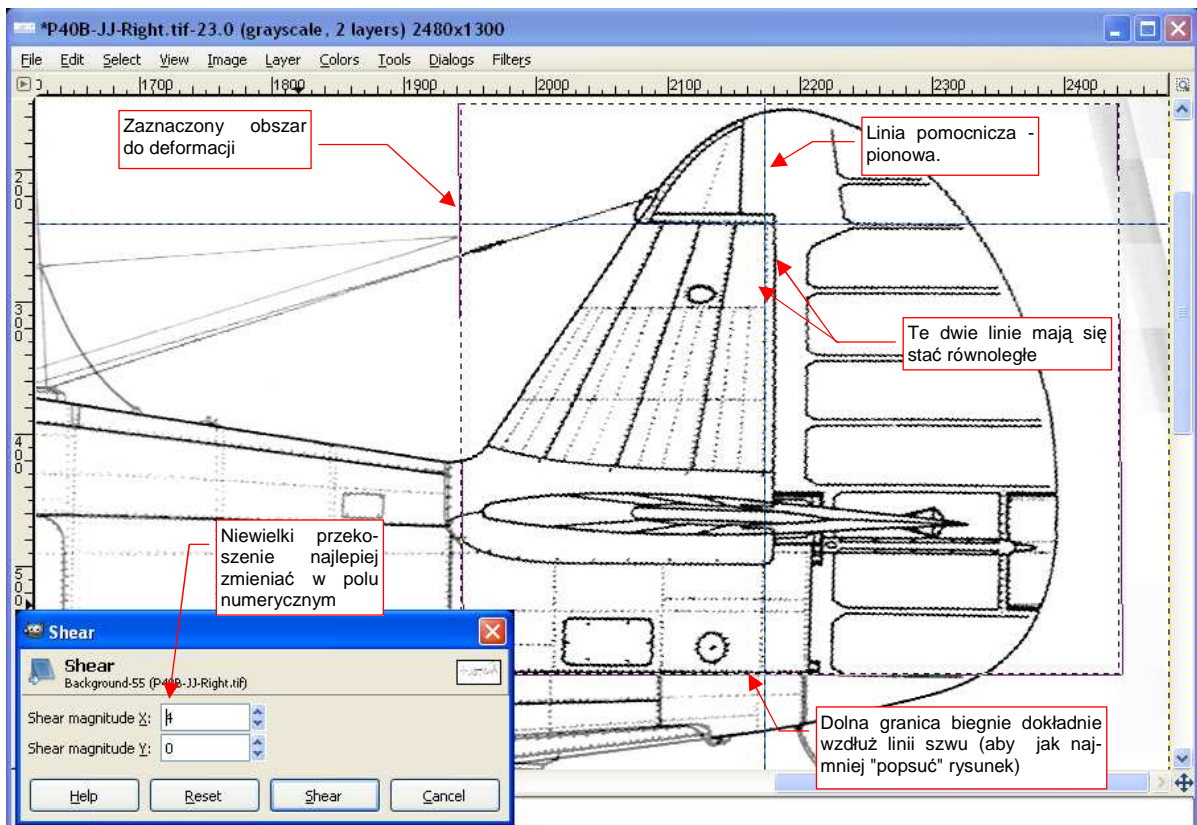 *P40B-JJ-Right.tif-23.0 (grayscale, 2 layers) 2480x1300
File Edit Select View Image Layer Colors Tools Dialogs Filters
1700 1800 1900 2000 2100 2200 2300 2400
Zaznaczony obszar
do deformacji
Linia pomocnicza -
pionowa.
200
300
Te dwie linie mają się
stać równoległe
400
Niewielki przeko-
szenie najlepiej
zmieniać w polu
numerycznym
500
Shear
Shear
Background-55 (P40B-JJ-Right.tif)
Shear magnitude X: 4
Shear magnitude Y: 0
Help Reset Shear Cancel
Dolna granica biegnie dokładnie
wzdłuż linii szwu (aby jak naj-
mniej "popsuć" rysunek)